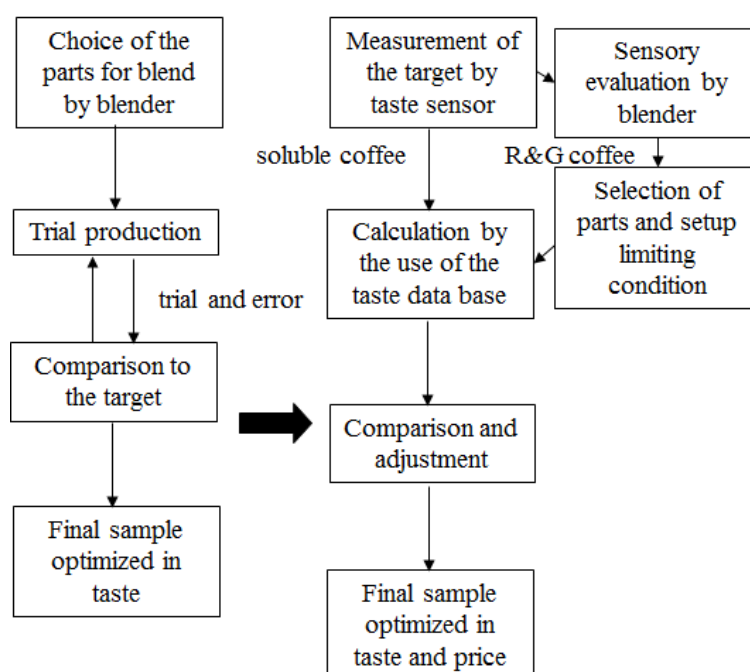 Choice of the
parts for blend
by blender
Trial production
trial and error
Comparison to
the target
Final sample
optimized in
taste
Measurement of
the target by
taste sensor
Sensory
evaluation by
blender
soluble coffee
R&G coffee
Selection of
parts and setup
limiting
condition
Calculation by
the use of the
taste data base
Comparison and
adjustment
Final sample
optimized in
taste and price